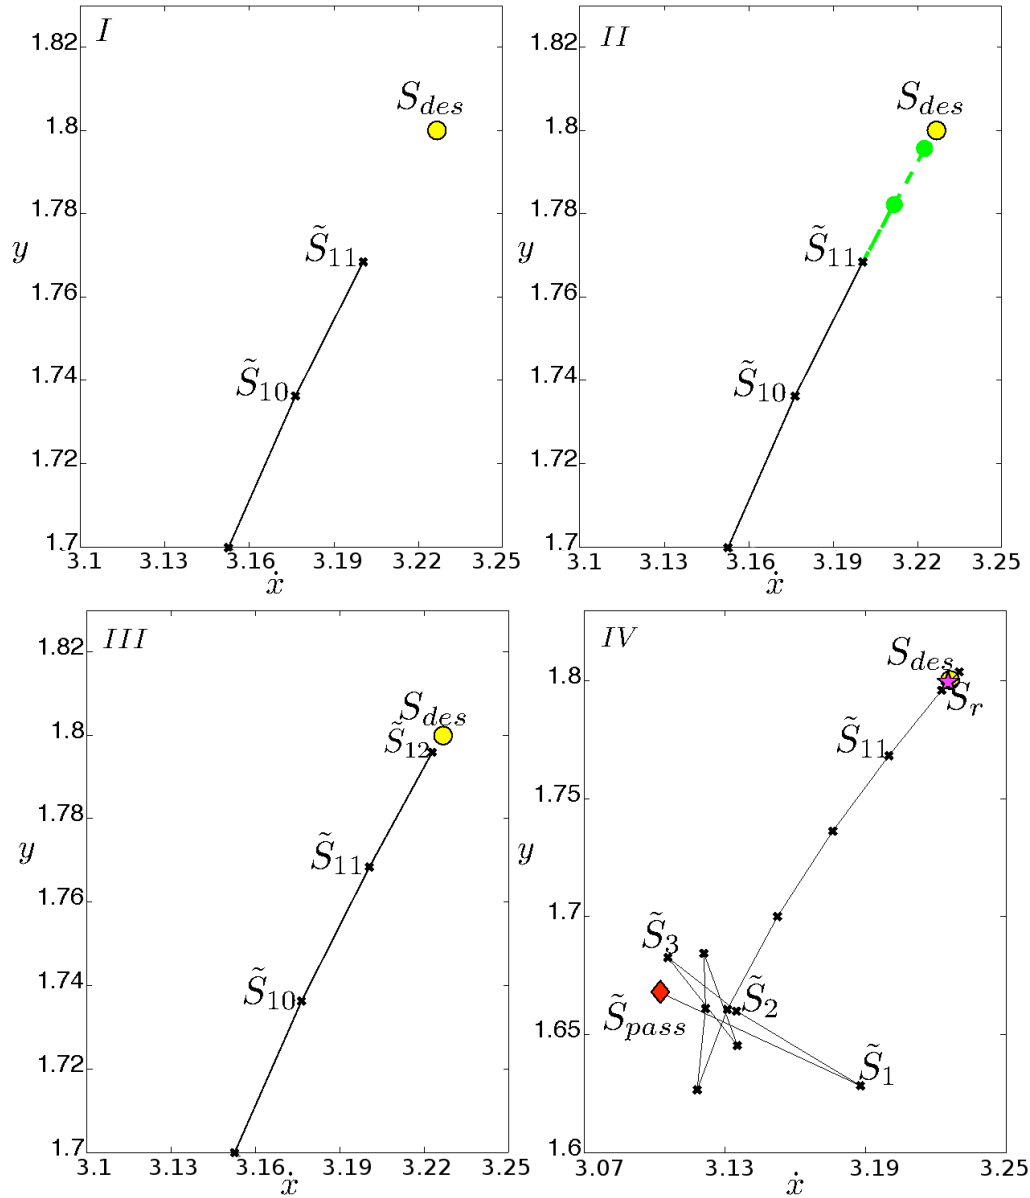 I
1.82
S_des
1.8
1.78
y
S̃_11
1.76
1.74
S̃_10
1.72
1.7
3.1 3.13 3.16 3.19 3.22 3.25
ẋ
II
1.82
S_des
1.8
1.78
y
S̃_11
1.76
1.74
S̃_10
1.72
1.7
3.1 3.13 3.16 3.19 3.22 3.25
ẋ
III
1.82
S_des
1.8
S̃_12
1.78
y
S̃_11
1.76
1.74
S̃_10
1.72
1.7
3.1 3.13 3.16 3.19 3.22 3.25
ẋ
IV
S_des
1.8
S_r
S̃_11
1.75
y
1.7
S̃_3
S̃_2
S̃_pass
1.65
S̃_1
1.6
3.07 3.13 3.19 3.25
ẋ